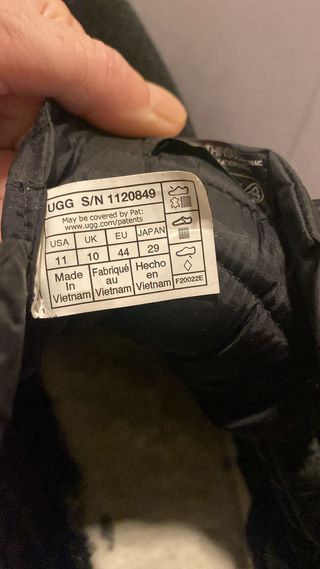 UGG S/N 1120849
May be covered by Pat:
www.ugg.com/patents
USA UK EU JAPAN
11 10 44 29
Made In Vietnam
Fabriqué au Vietnam
Hecho en Vietnam
F20022E